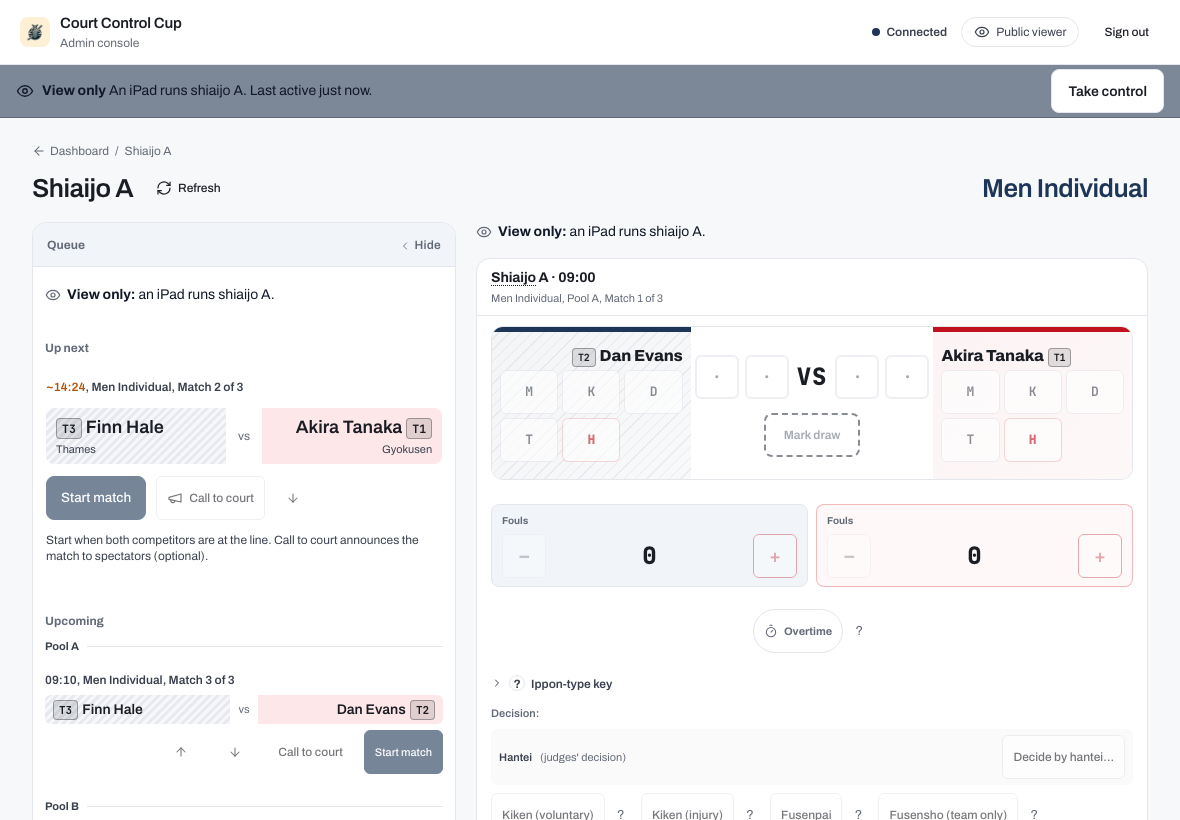 Court Control Cup
Admin console
Connected
Public viewer
Sign out
View only An iPad runs shiaijo A. Last active just now.
Take control
Dashboard / Shiaijo A
Shiaijo A
Refresh
Men Individual
Queue
Hide
View only: an iPad runs shiaijo A.
Up next
~14:24, Men Individual, Match 2 of 3
T3 Finn Hale
Thames
vs
Akira Tanaka T1
Gyokusen
Start match
Call to court
Start when both competitors are at the line. Call to court announces the
match to spectators (optional).
Upcoming
Pool A
09:10, Men Individual, Match 3 of 3
T3 Finn Hale
vs
Dan Evans T2
Call to court
Start match
Pool B
View only: an iPad runs shiaijo A.
Shiaijo A · 09:00
Men Individual, Pool A, Match 1 of 3
T2 Dan Evans
M K D
T H
· · VS · ·
Mark draw
Akira Tanaka T1
M K D
T H
Fouls
− 0 +
Fouls
− 0 +
Overtime ?
? Ippon-type key
Decision:
Hantei (judges' decision)
Decide by hantei...
Kiken (voluntary) ? Kiken (injury) ? Fusenpai ? Fusensho (team only) ?